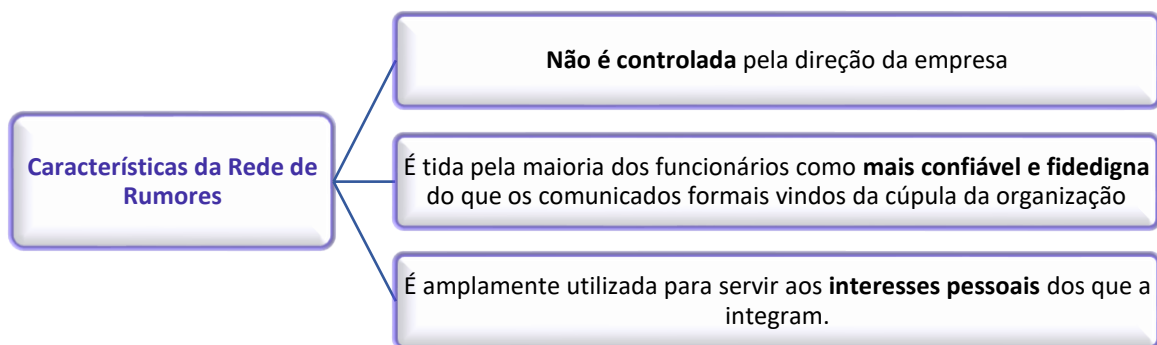 Características da Rede de
Rumores
Não é controlada pela direção da empresa
É tida pela maioria dos funcionários como mais confiável e fidedigna
do que os comunicados formais vindos da cúpula da organização
É amplamente utilizada para servir aos interesses pessoais dos que a
integram.